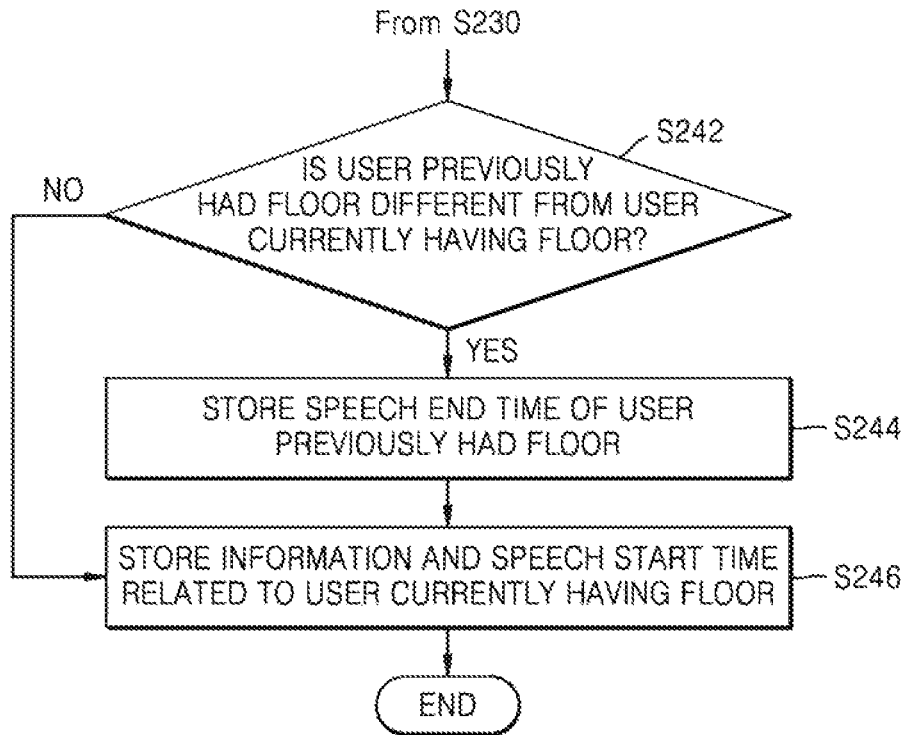 From S230
S242
IS USER PREVIOUSLY
NO
HAD FLOOR DIFFERENT FROM USER
CURRENTLY HAVING FLOOR?
YES
STORE SPEECH END TIME OF USER
PREVIOUSLY HAD FLOOR
S244
STORE INFORMATION AND SPEECH START TIME
RELATED TO USER CURRENTLY HAVING FLOOR
S246
END